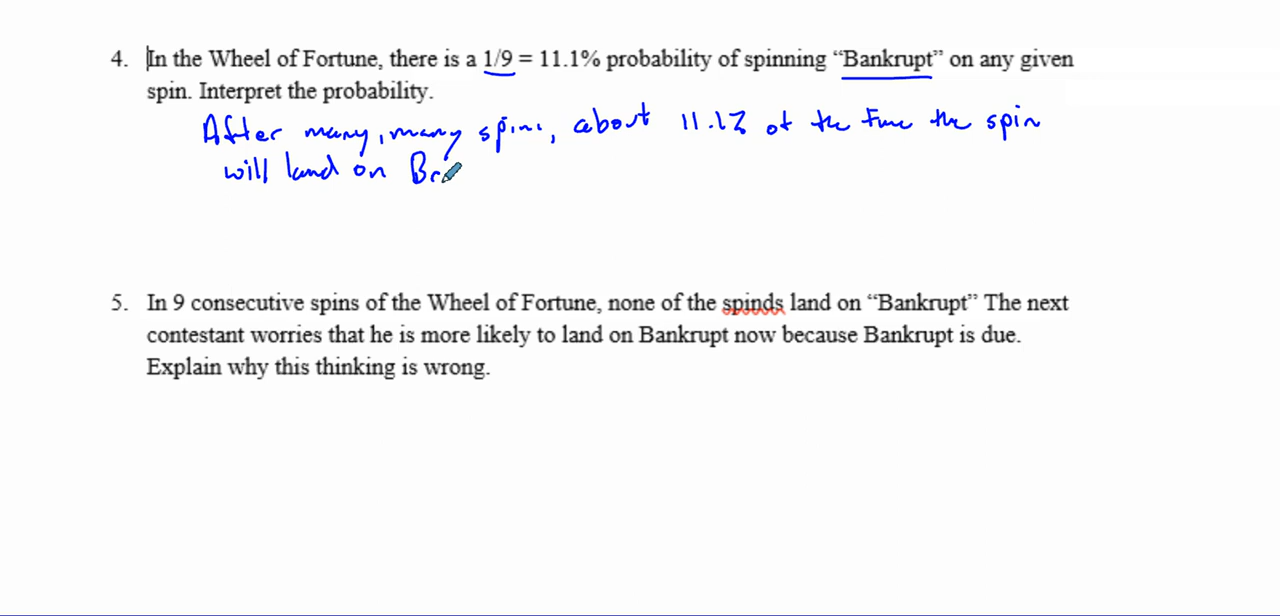 4. In the Wheel of Fortune, there is a 1/9 = 11.1% probability of spinning “Bankrupt” on any given
spin. Interpret the probability.
After many, many spins, about 11.1% of the time the spin
will land on Br
5. In 9 consecutive spins of the Wheel of Fortune, none of the spinds land on “Bankrupt” The next
contestant worries that he is more likely to land on Bankrupt now because Bankrupt is due.
Explain why this thinking is wrong.